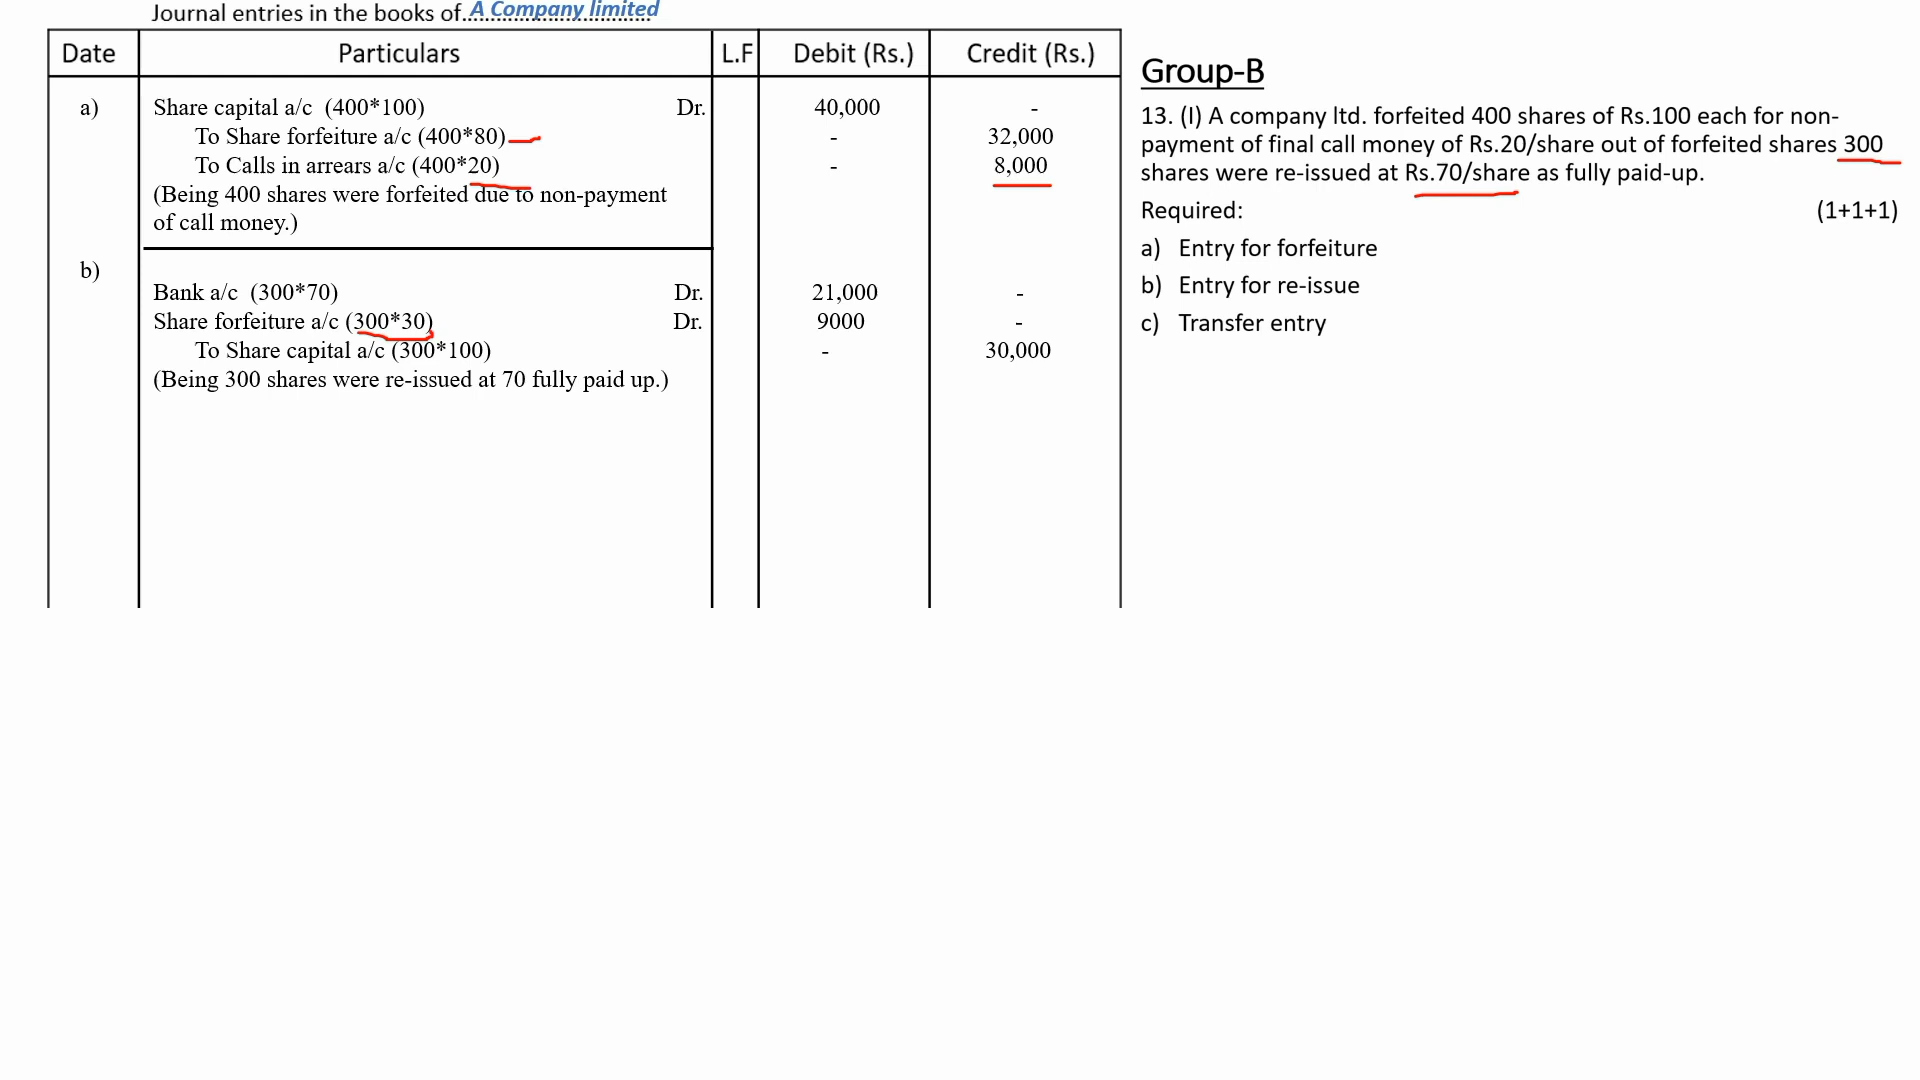 Journal entries in the books of.................................
A Company limited
Date Particulars L.F Debit (Rs.) Credit (Rs.)
a) Share capital a/c (400*100) Dr. 40,000 -
To Share forfeiture a/c (400*80) - 32,000
To Calls in arrears a/c (400*20) - 8,000
(Being 400 shares were forfeited due to non-payment
of call money.)
b)
Bank a/c (300*70) Dr. 21,000 -
Share forfeiture a/c (300*30) Dr. 9000 -
To Share capital a/c (300*100) - 30,000
(Being 300 shares were re-issued at 70 fully paid up.)
Group-B
13. (I) A company ltd. forfeited 400 shares of Rs.100 each for non-
payment of final call money of Rs.20/share out of forfeited shares 300
shares were re-issued at Rs.70/share as fully paid-up.
Required: (1+1+1)
a) Entry for forfeiture
b) Entry for re-issue
c) Transfer entry